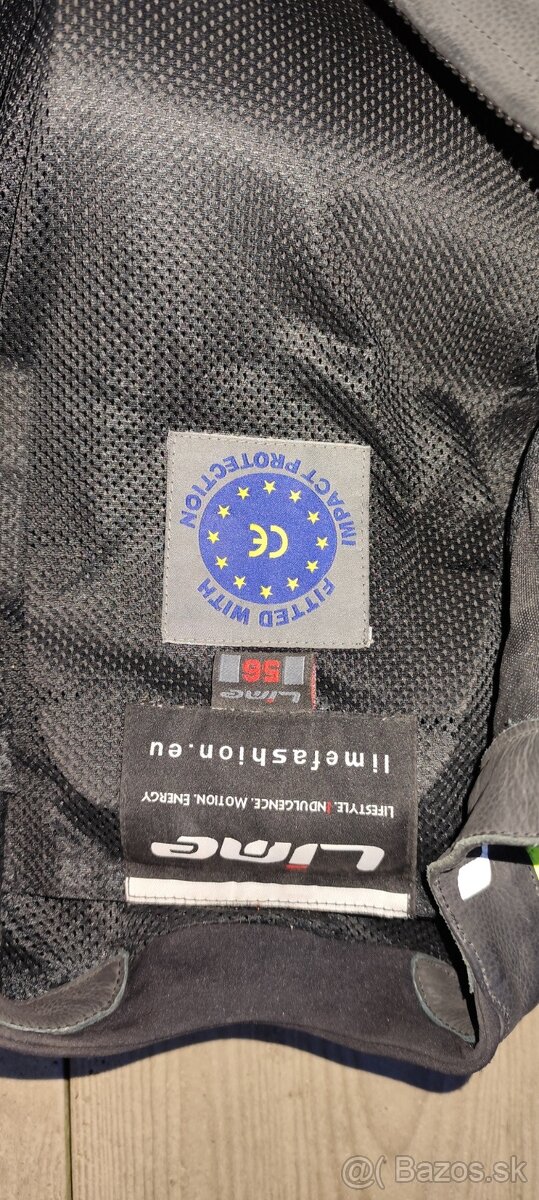 Lime
LIFESTYLE.INDULGENCE. MOTION. ENERGY
limefashion.eu
Lime
56
FITTED WITH
CE
IMPACT PROTECTION
@ Bazos.sk